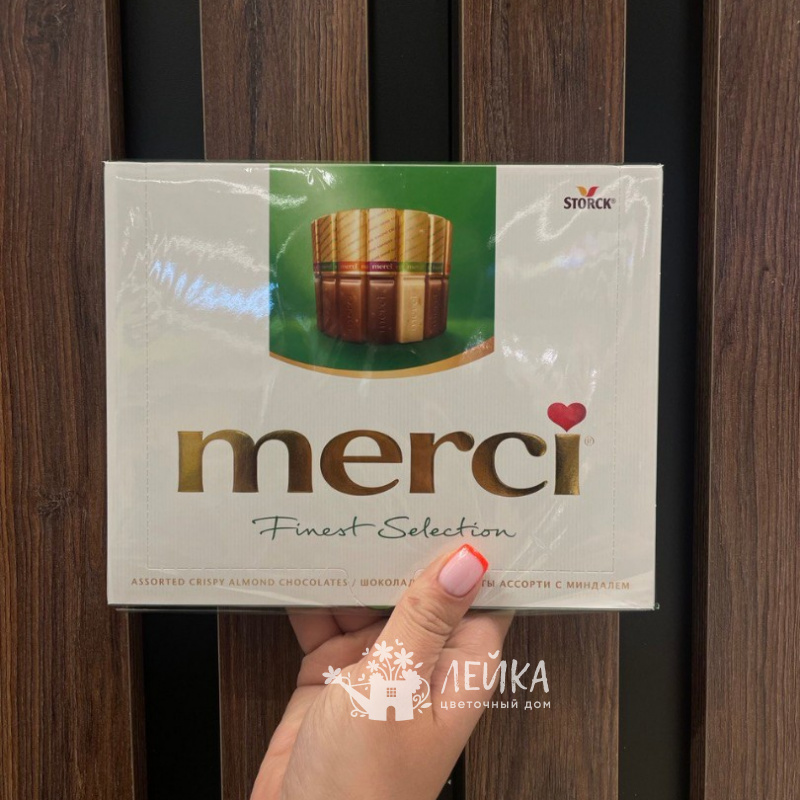 STORCK®
merci
Finest Selection
ASSORTED CRISPY ALMOND CHOCOLATES / ШОКОЛАД ТЫ АССОРТИ С МИНДАЛЕМ
ЛЕЙКА
цветочный дом